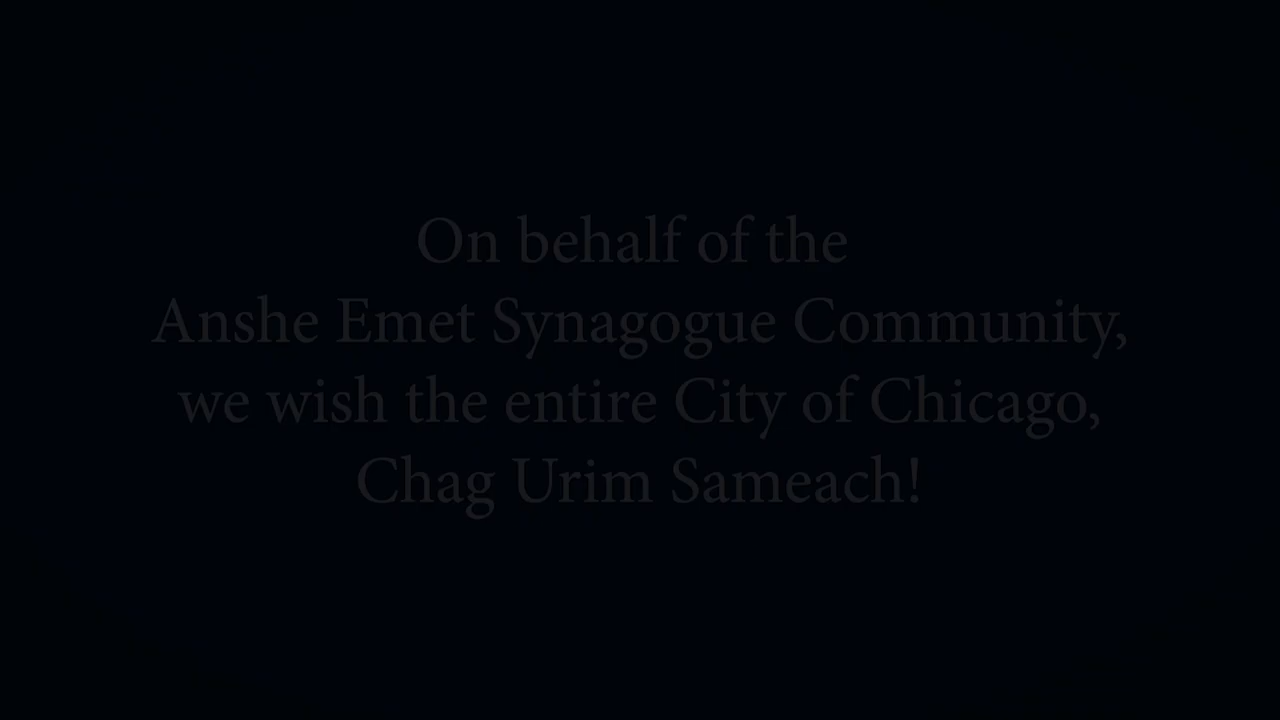 On behalf of the
Anshe Emet Synagogue Community,
we wish the entire City of Chicago,
Chag Urim Sameach!